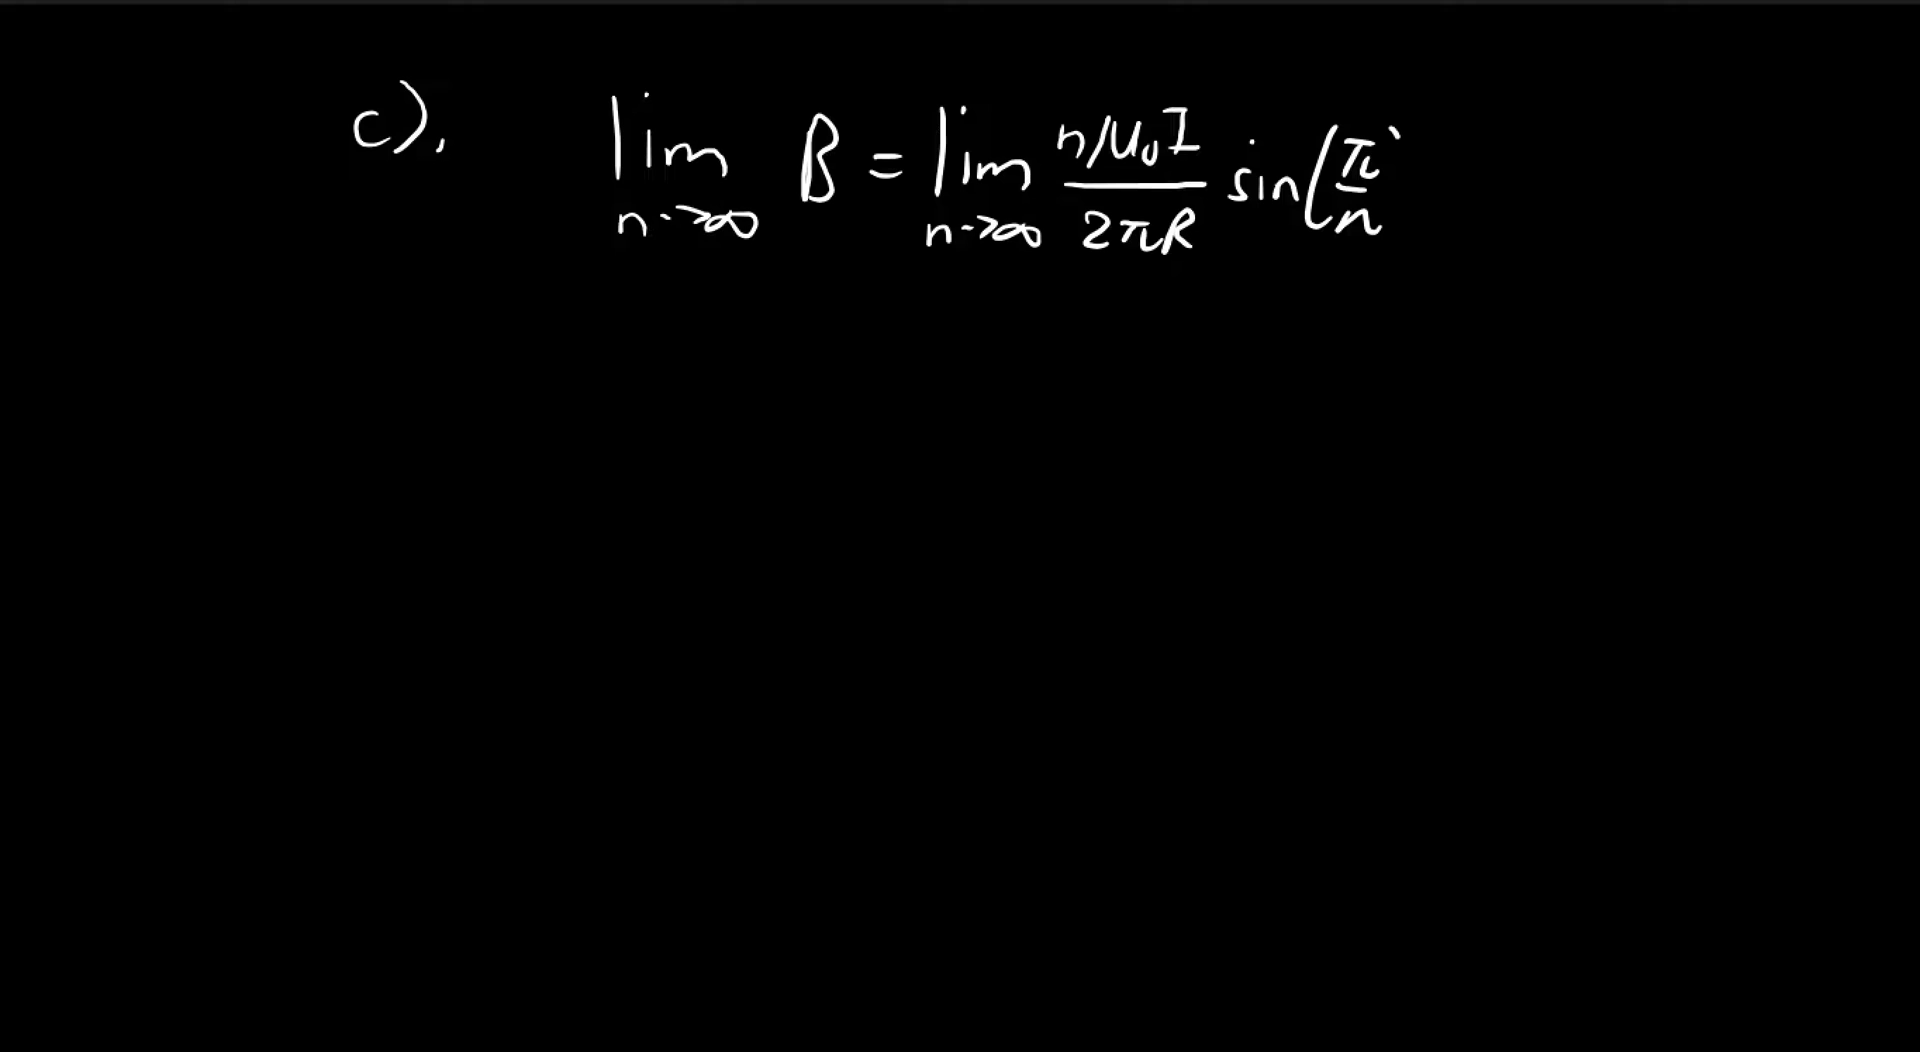 c). lim n->∞ B = lim n->∞ nμ₀I / 2πR sin(π/n